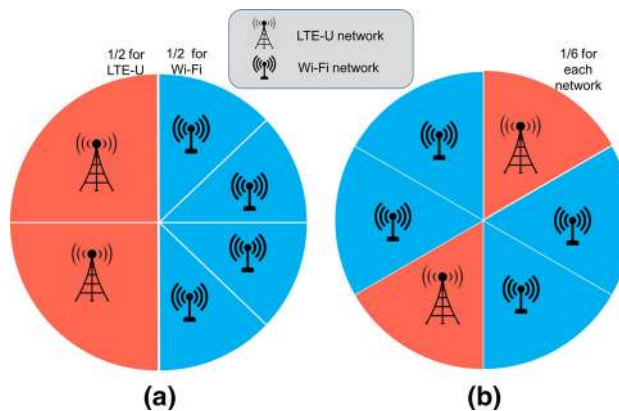 1/2 for
LTE-U
1/2 for
Wi-Fi
LTE-U network
Wi-Fi network
1/6 for
each
network
(a)
(b)